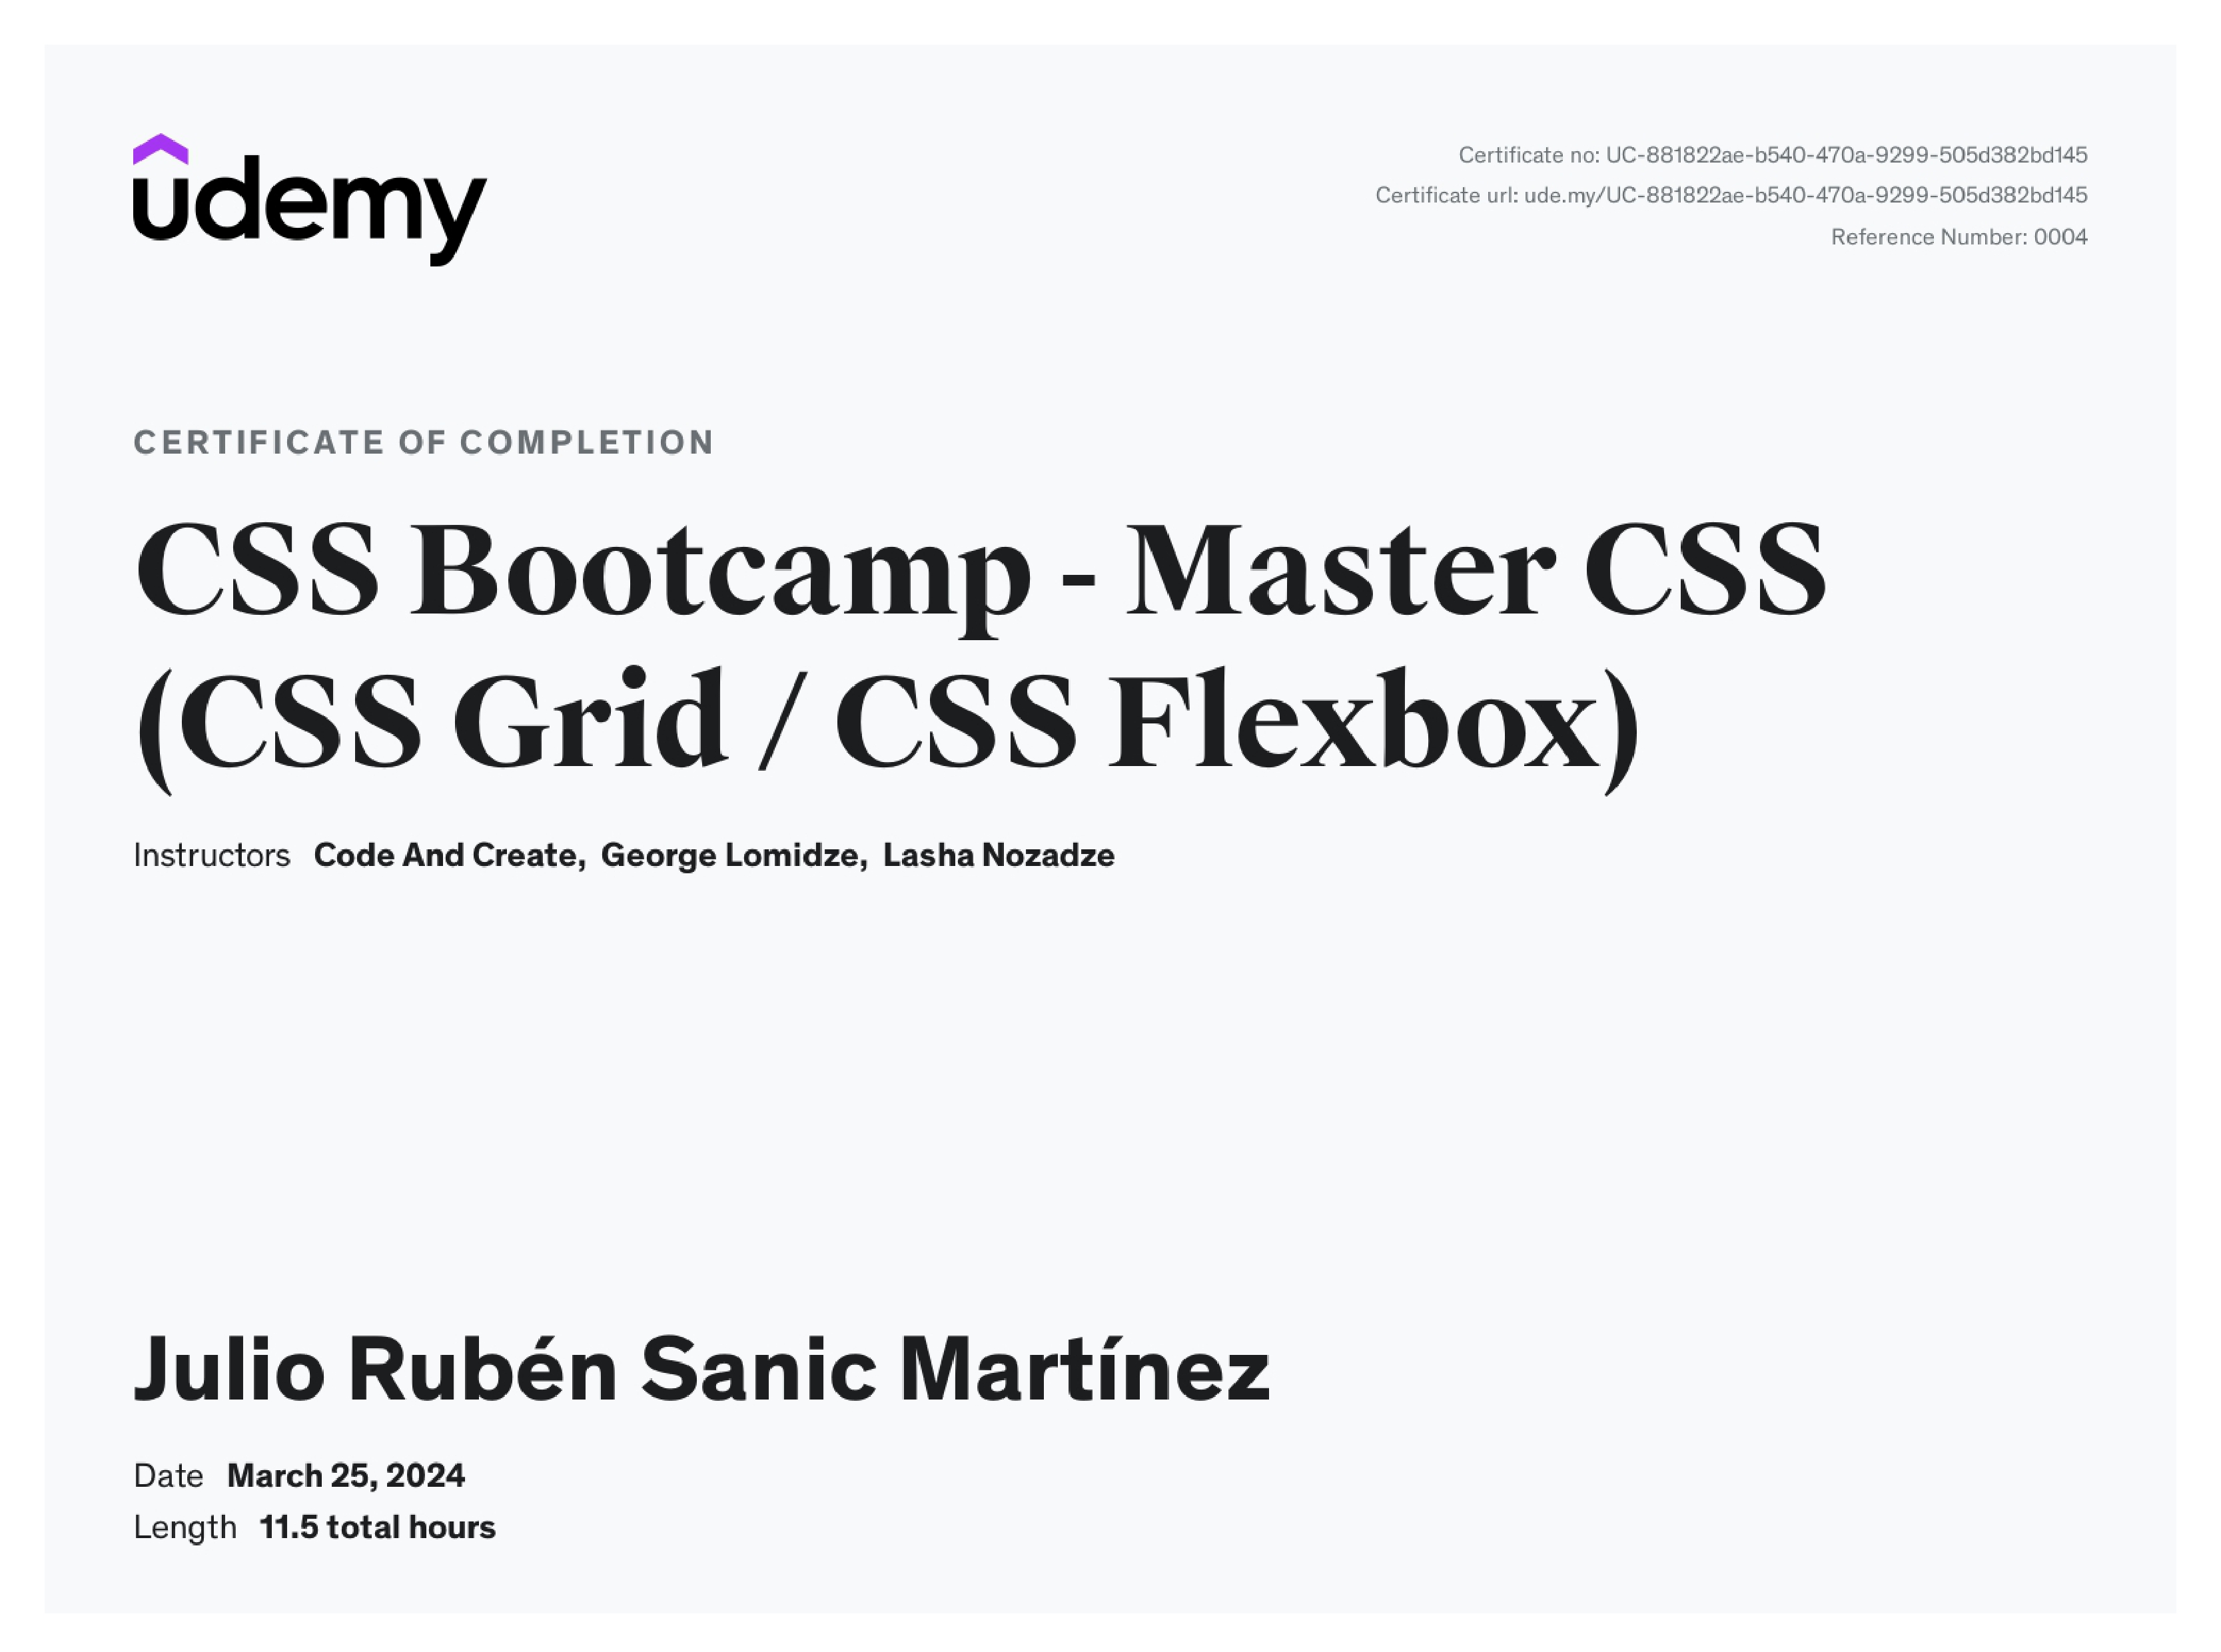 udemy
Certificate no: UC-881822ae-b540-470a-9299-505d382bd145
Certificate url: ude.my/UC-881822ae-b540-470a-9299-505d382bd145
Reference Number: 0004
CERTIFICATE OF COMPLETION
CSS Bootcamp - Master CSS
(CSS Grid / CSS Flexbox)
Instructors Code And Create, George Lomidze, Lasha Nozadze
Julio Rubén Sanic Martínez
Date March 25, 2024
Length 11.5 total hours